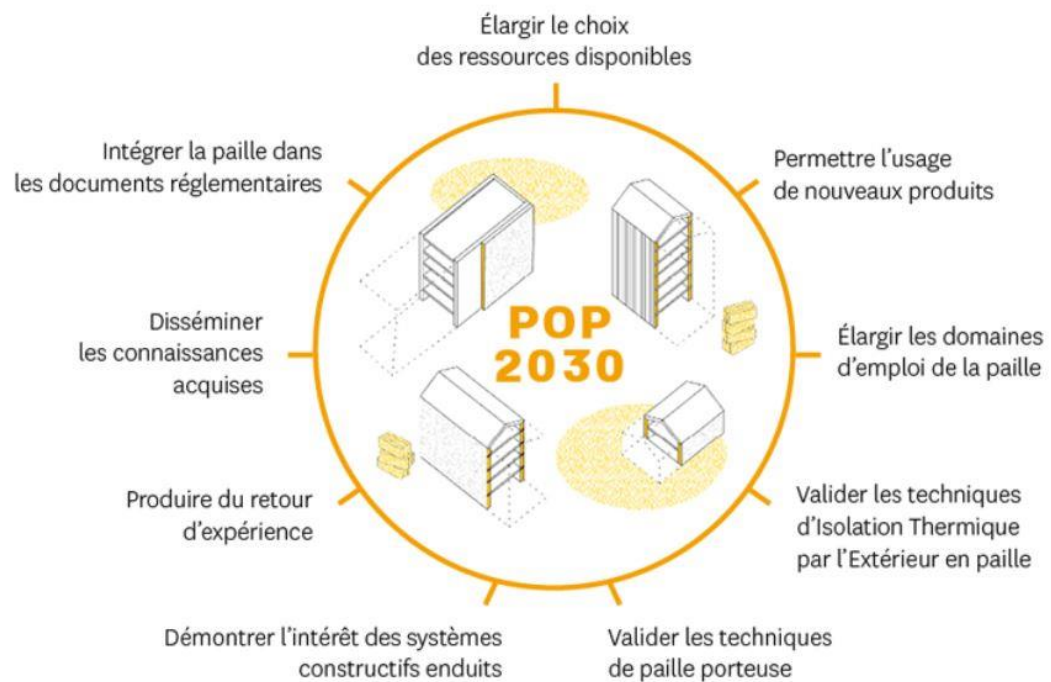 Élargir le choix
des ressources disponibles
Permettre l'usage
de nouveaux produits
Élargir les domaines
d'emploi de la paille
Valider les techniques
d'Isolation Thermique
par l'Extérieur en paille
Valider les techniques
de paille porteuse
Démontrer l'intérêt des systèmes
constructifs enduits
Produire du retour
d'expérience
Disséminer
les connaissances
acquises
Intégrer la paille dans
les documents réglementaires
POP
2030